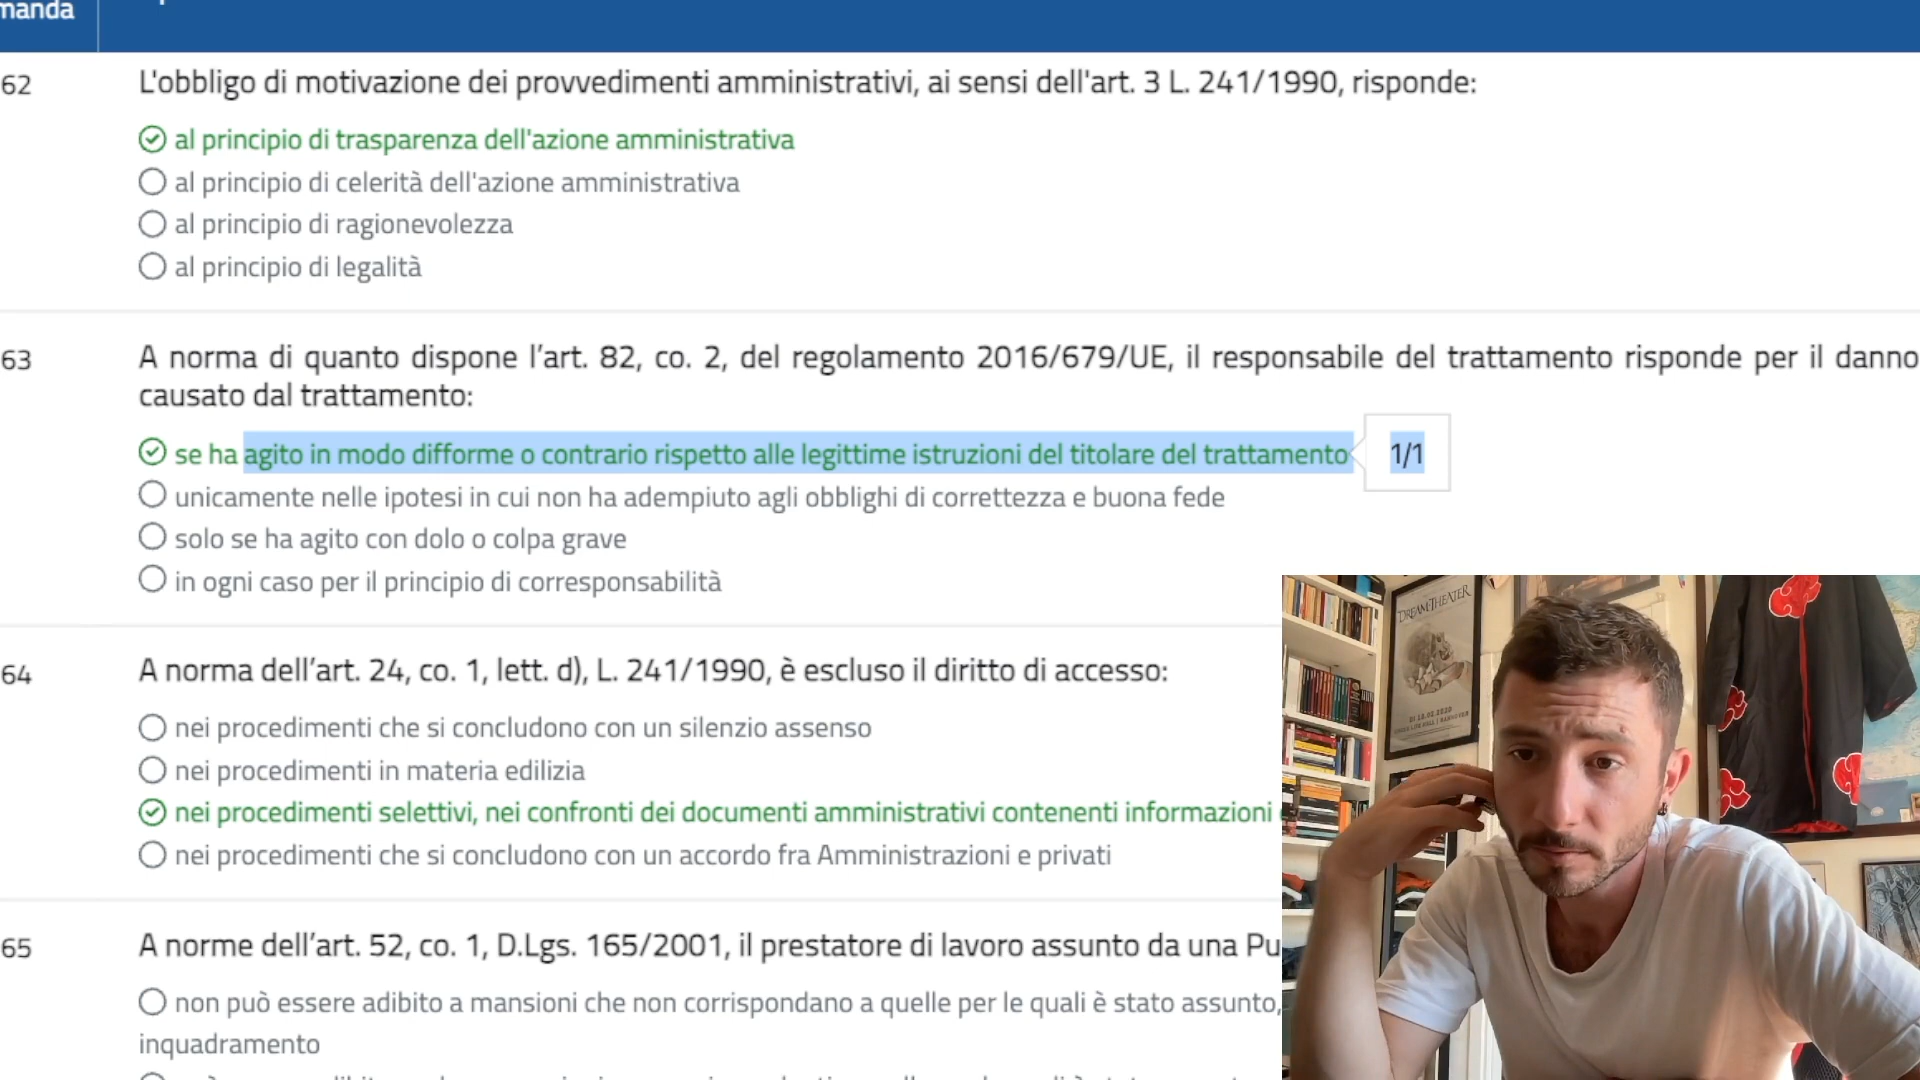 manda
62
L'obbligo di motivazione dei provvedimenti amministrativi, ai sensi dell'art. 3 L. 241/1990, risponde:
al principio di trasparenza dell'azione amministrativa
al principio di celerità dell'azione amministrativa
al principio di ragionevolezza
al principio di legalità
63
A norma di quanto dispone l’art. 82, co. 2, del regolamento 2016/679/UE, il responsabile del trattamento risponde per il danno
causato dal trattamento:
se ha agito in modo difforme o contrario rispetto alle legittime istruzioni del titolare del trattamento
1/1
unicamente nelle ipotesi in cui non ha adempiuto agli obblighi di correttezza e buona fede
solo se ha agito con dolo o colpa grave
in ogni caso per il principio di corresponsabilità
64
A norma dell’art. 24, co. 1, lett. d), L. 241/1990, è escluso il diritto di accesso:
nei procedimenti che si concludono con un silenzio assenso
nei procedimenti in materia edilizia
nei procedimenti selettivi, nei confronti dei documenti amministrativi contenenti informazioni
nei procedimenti che si concludono con un accordo fra Amministrazioni e privati
65
A norme dell’art. 52, co. 1, D.Lgs. 165/2001, il prestatore di lavoro assunto da una Pu
non può essere adibito a mansioni che non corrispondano a quelle per le quali è stato assunto,
inquadramento
DREAM THEATER